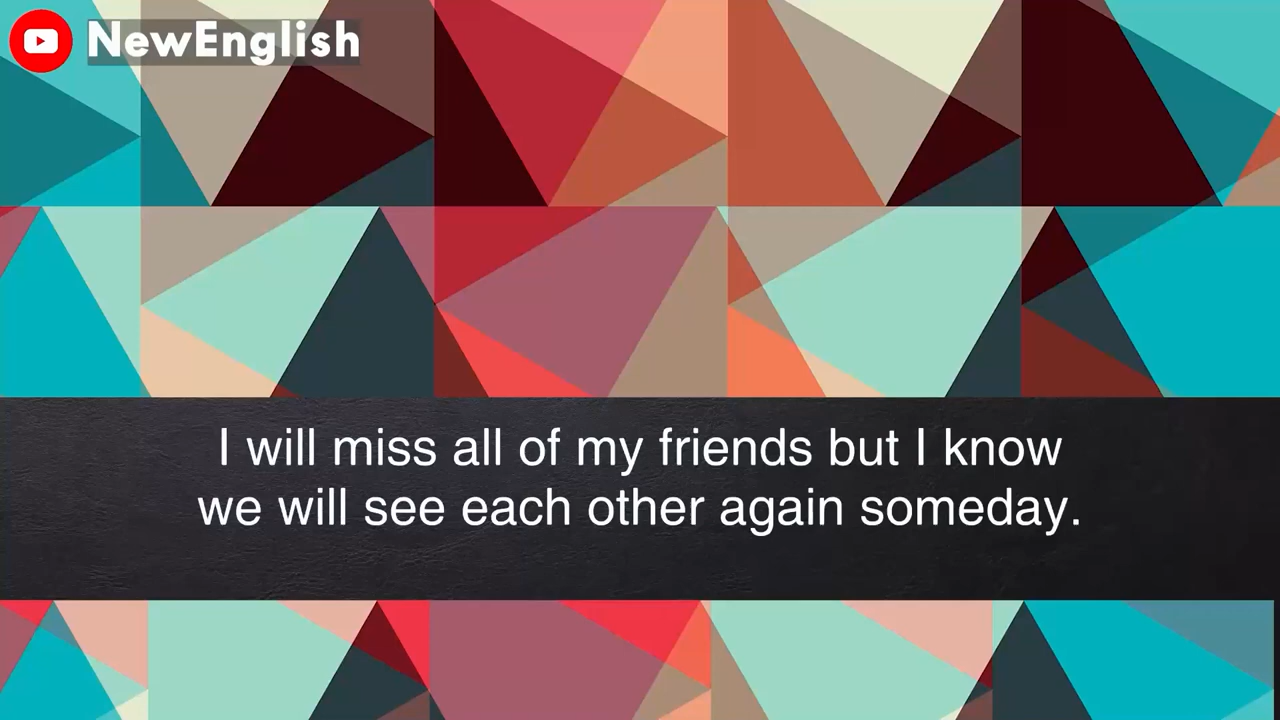 NewEnglish
I will miss all of my friends but I know
we will see each other again someday.